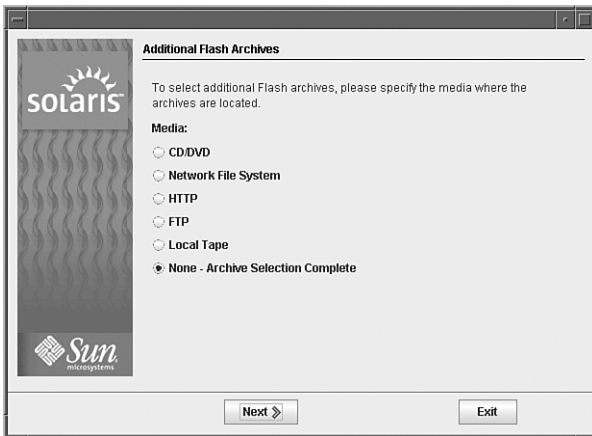 Additional Flash Archives
solaris
To select additional Flash archives, please specify the media where the
archives are located.
Media:
CD/DVD
Network File System
HTTP
FTP
Local Tape
None - Archive Selection Complete
Sun
microsystems
Next
Exit